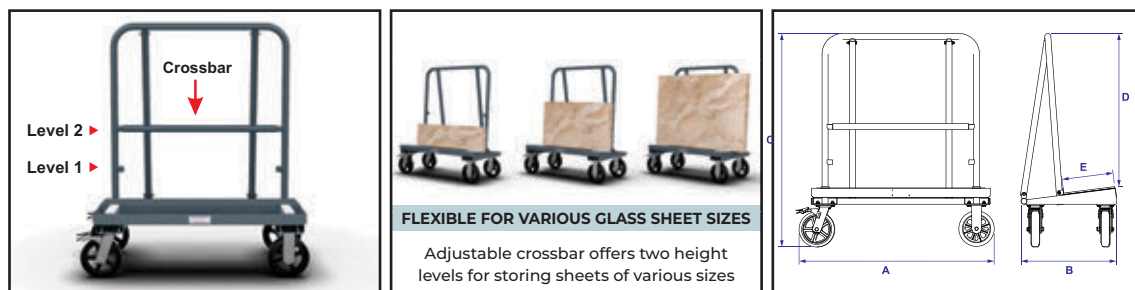 Crossbar
Level 2
Level 1
FLEXIBLE FOR VARIOUS GLASS SHEET SIZES
Adjustable crossbar offers two height
levels for storing sheets of various sizes
C
A
D
E
B